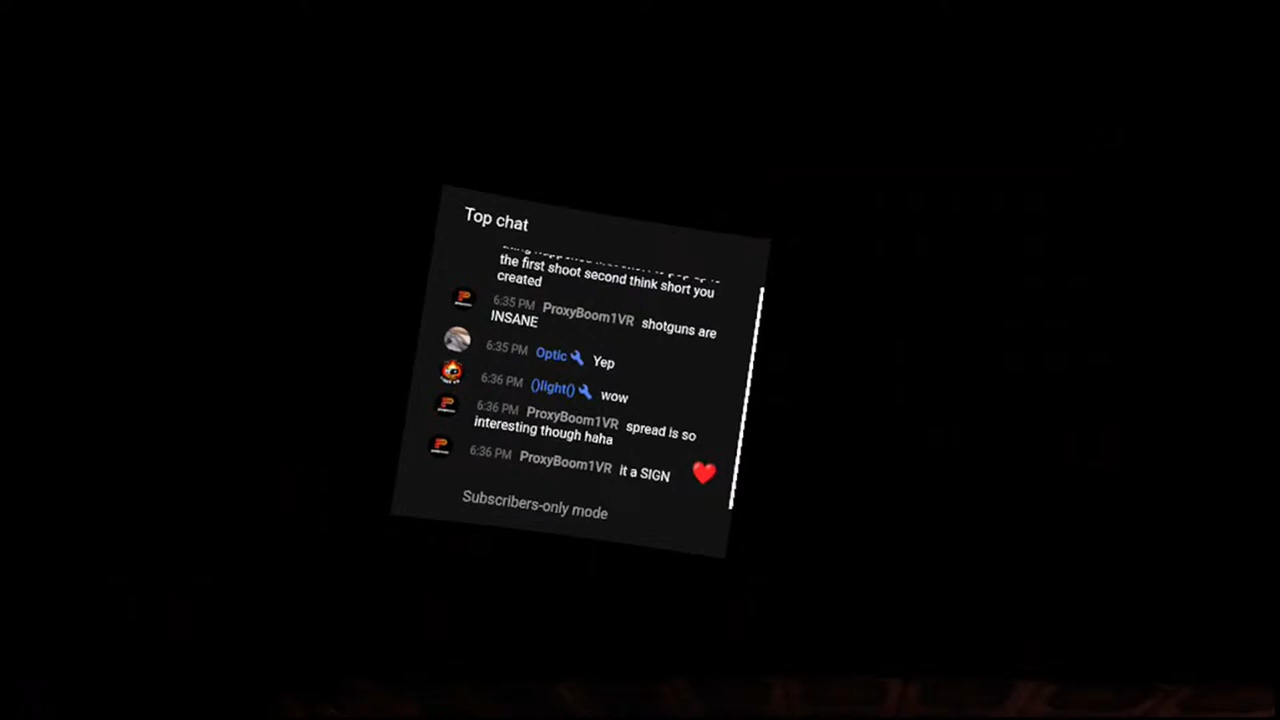 Top chat
the first shoot second think short you
created
6:35 PM ProxyBoom1VR shotguns are
INSANE
6:35 PM Optic Yep
6:36 PM ()light() wow
6:36 PM ProxyBoom1VR spread is so
interesting though haha
6:36 PM ProxyBoom1VR it a SIGN
Subscribers-only mode